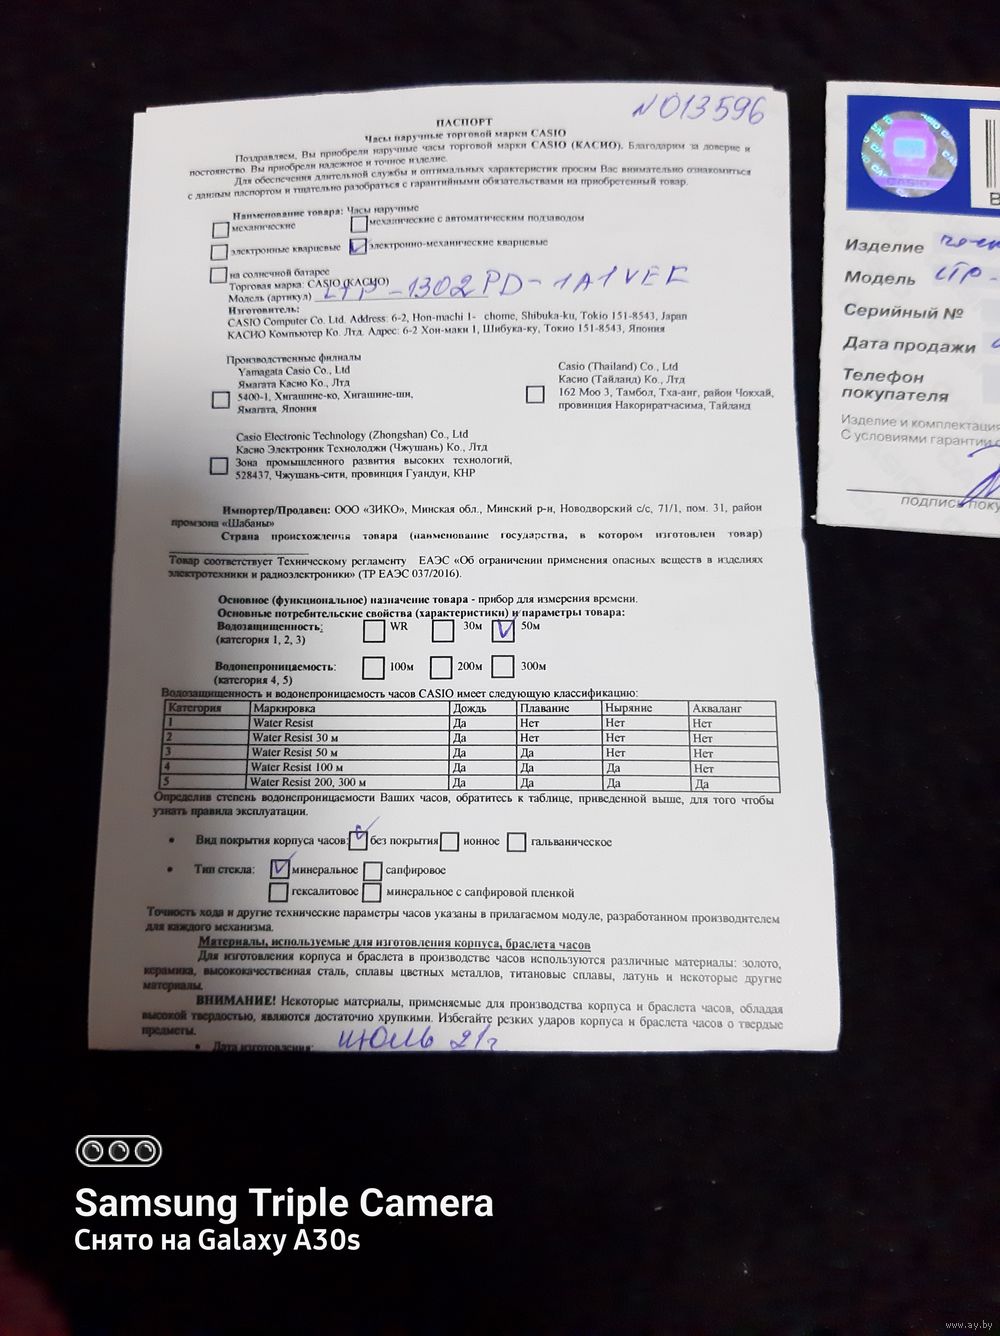 N013596
ПАСПОРТ
Часы наручные торговой марки CASIO
Поздравляем, Вы приобрели наручные часы торговой марки CASIO (КАСИО). Благодарим за доверие и
постоянство. Вы приобрели надежное и точное изделие.
Для обеспечения длительной службы и оптимальных характеристик просим Вас внимательно ознакомиться
с данным паспортом и тщательно разобраться с гарантийными обязательствами на приобретенный товар.
Наименование товара: Часы наручные
механические
механические с автоматическим подзаводом
электронные кварцевые
электронно-механические кварцевые
на солнечной батарее
Торговая марка: CASIO (КАСИО)
Модель (артикул) LTP-1302PD-1A1VEF
Изготовитель:
CASIO Computer Co. Ltd. Address: 6-2, Hon-machi 1- chome, Shibuka-ku, Tokio 151-8543, Japan
КАСИО Компьютер Ко. Лтд. Адрес: 6-2 Хон-маки 1, Шибука-ку, Токио 151-8543, Япония
Производственные филиалы
Yamagata Casio Co., Ltd
Ямагата Касио Ко., Лтд
5400-1, Хигашине-ко, Хигашине-ши,
Ямагата, Япония
Casio (Thailand) Co., Ltd
Касио (Тайланд) Ко., Лтд
162 Моо 3, Тамбол, Тха-анг, район Чокхай,
провинция Накорнратчасима, Тайланд
Casio Electronic Technology (Zhongshan) Co., Ltd
Касио Электроник Технолоджи (Чжушань) Ко., Лтд
Зона промышленного развития высоких технологий,
528437, Чжушань-сити, провинция Гуандун, КНР
Импортер/Продавец: ООО «ЗИКО», Минская обл., Минский р-н, Новодворский с/с, 71/1, пом. 31, район
промзона «Шабаны»
Страна происхождения товара (наименование государства, в котором изготовлен товар)
Товар соответствует Техническому регламенту ЕАЭС «Об ограничении применения опасных веществ в изделиях
электротехники и радиоэлектроники» (ТР ЕАЭС 037/2016).
Основное (функциональное) назначение товара - прибор для измерения времени.
Основные потребительские свойства (характеристики) и параметры товара:
Водозащищенность: WR 30м 50м
(категория 1, 2, 3)
Водонепроницаемость: 100м 200м 300м
(категория 4, 5)
Водозащищенность и водонепроницаемость часов CASIO имеет следующую классификацию:
Категория Маркировка Дождь Плавание Ныряние Акваланг
1 Water Resist Да Нет Нет Нет
2 Water Resist 30 м Да Нет Нет Нет
3 Water Resist 50 м Да Да Нет Нет
4 Water Resist 100 м Да Да Да Нет
5 Water Resist 200, 300 м Да Да Да Да
Определив степень водонепроницаемости Ваших часов, обратитесь к таблице, приведенной выше, для того чтобы
узнать правила эксплуатации.
• Вид покрытия корпуса часов: без покрытия ионное гальваническое
• Тип стекла: минеральное сапфировое
гексалитовое минеральное с сапфировой пленкой
Точность хода и другие технические параметры часов указаны в прилагаемом модуле, разработанном производителем
для каждого механизма.
Материалы, используемые для изготовления корпуса, браслета часов
Для изготовления корпуса и браслета в производстве часов используются различные материалы: золото,
керамика, высококачественная сталь, сплавы цветных металлов, титановые сплавы, латунь и некоторые другие
материалы.
ВНИМАНИЕ! Некоторые материалы, применяемые для производства корпуса и браслета часов, обладая
высокой твердостью, являются достаточно хрупкими. Избегайте резких ударов корпуса и браслета часов о твердые
предметы.
• Дата изготовления: ИЮЛЬ 21г
CASIO
Изделие
Модель LTP-
Серийный №
Дата продажи
Телефон
покупателя
Изделие и комплектация
С условиями гарантии
подпись
Samsung Triple Camera
Снято на Galaxy A30s
www.ay.by